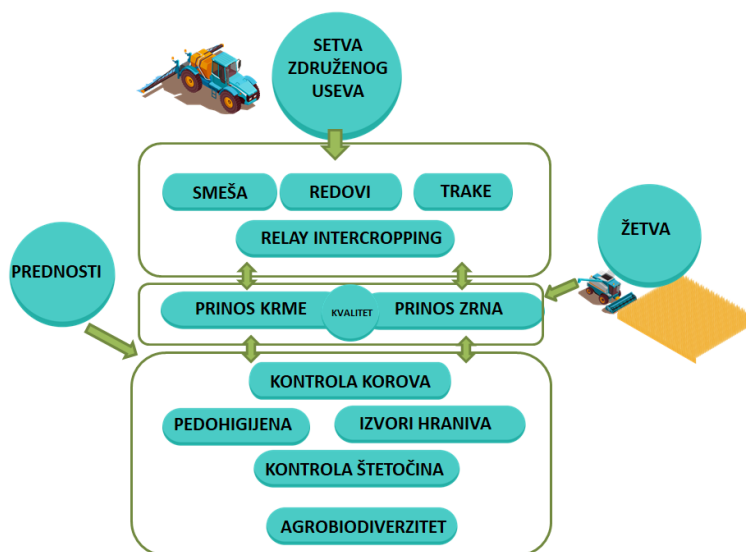 SETVA
ZDRUŽENOG
USEVA
SMEŠA
REDOVI
TRAKE
RELAY INTERCROPPING
ŽETVA
PREDNOSTI
PRINOS KRME
KVALITET
PRINOS ZRNA
KONTROLA KOROVA
PEDOHIGIJENA
IZVORI HRANIVA
KONTROLA ŠTETOČINA
AGROBIODIVERZITET